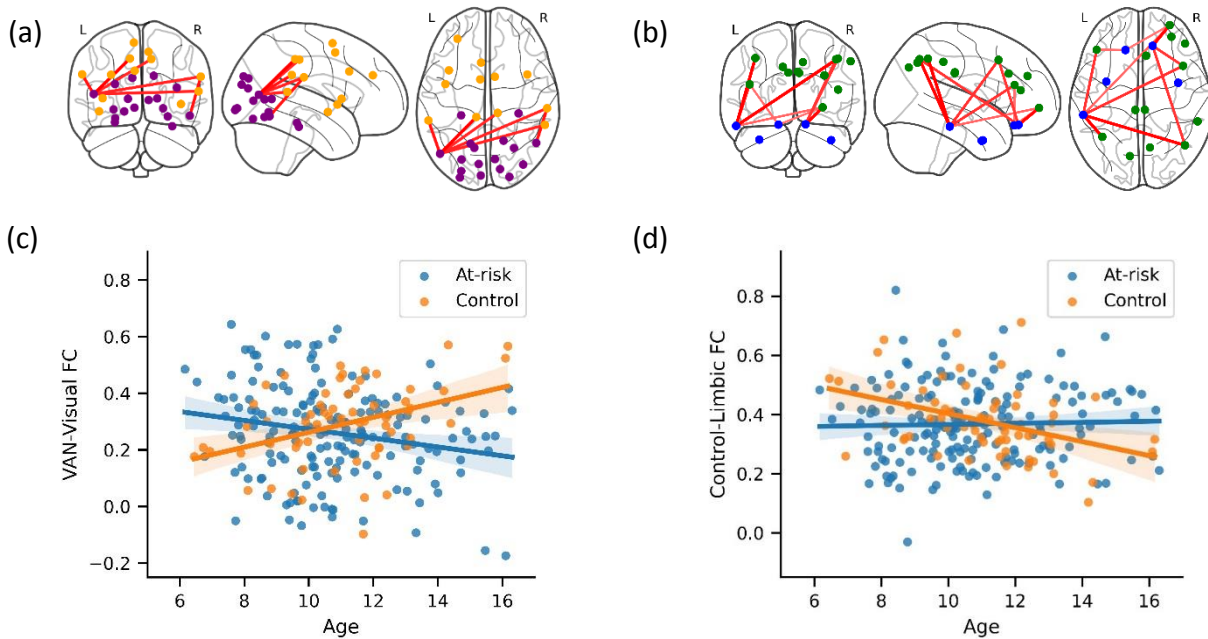 (a)
L
R
(b)
L
R
(c)
At-risk
Control
VAN-Visual FC
0.8
0.6
0.4
0.2
0.0
−0.2
6
8
10
12
14
16
Age
(d)
At-risk
Control
Control-Limbic FC
0.8
0.6
0.4
0.2
0.0
6
8
10
12
14
16
Age